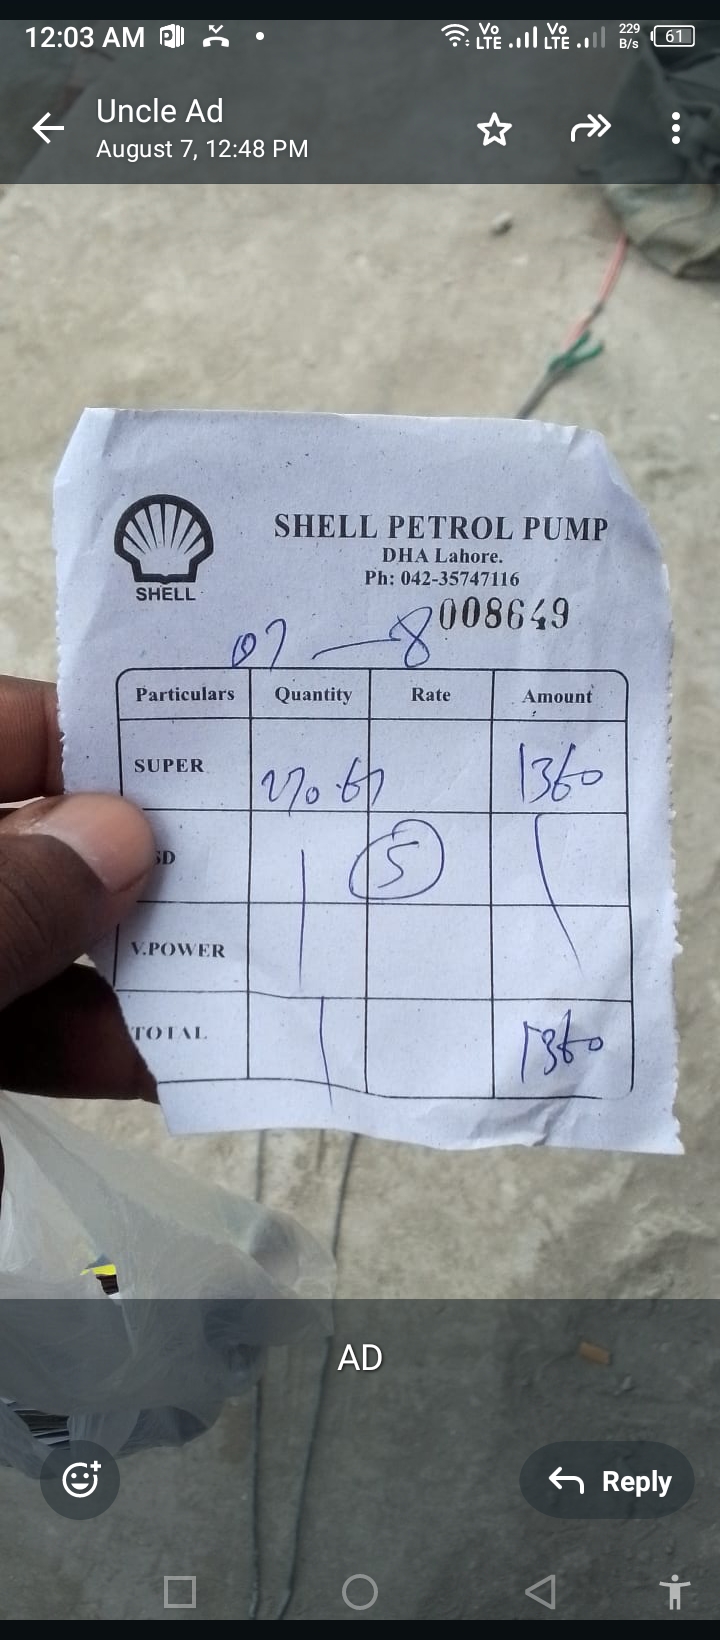 12:03 AM
Vo LTE Vo LTE 229 B/s 61
Uncle Ad
August 7, 12:48 PM
SHELL PETROL PUMP
DHA Lahore.
Ph: 042-35747116
SHELL
008649
07 — 8
Particulars Quantity Rate Amount
SUPER 270.67 1360
SD 5
V.POWER
TOTAL 1360
AD
Reply